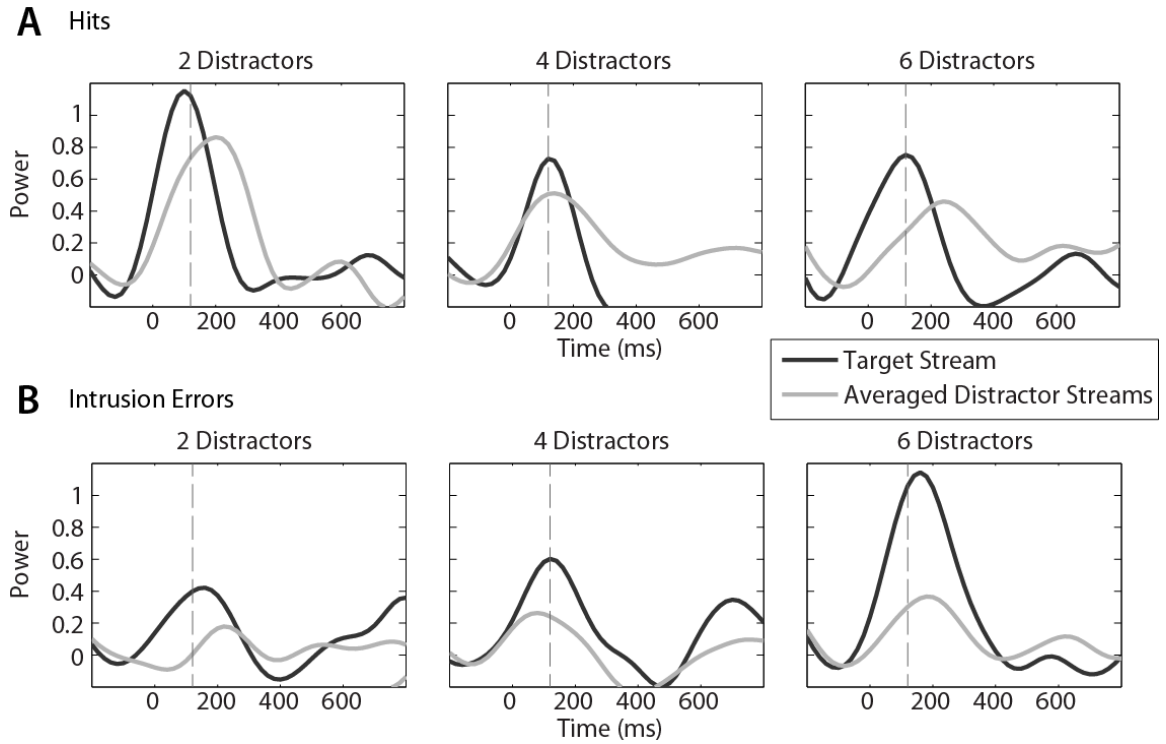 A Hits
2 Distractors
4 Distractors
6 Distractors
Power
1
0.8
0.6
0.4
0.2
0
0 200 400 600
0 200 400 600
0 200 400 600
Time (ms)
Target Stream
Averaged Distractor Streams
B Intrusion Errors
2 Distractors
4 Distractors
6 Distractors
Power
1
0.8
0.6
0.4
0.2
0
0 200 400 600
0 200 400 600
0 200 400 600
Time (ms)